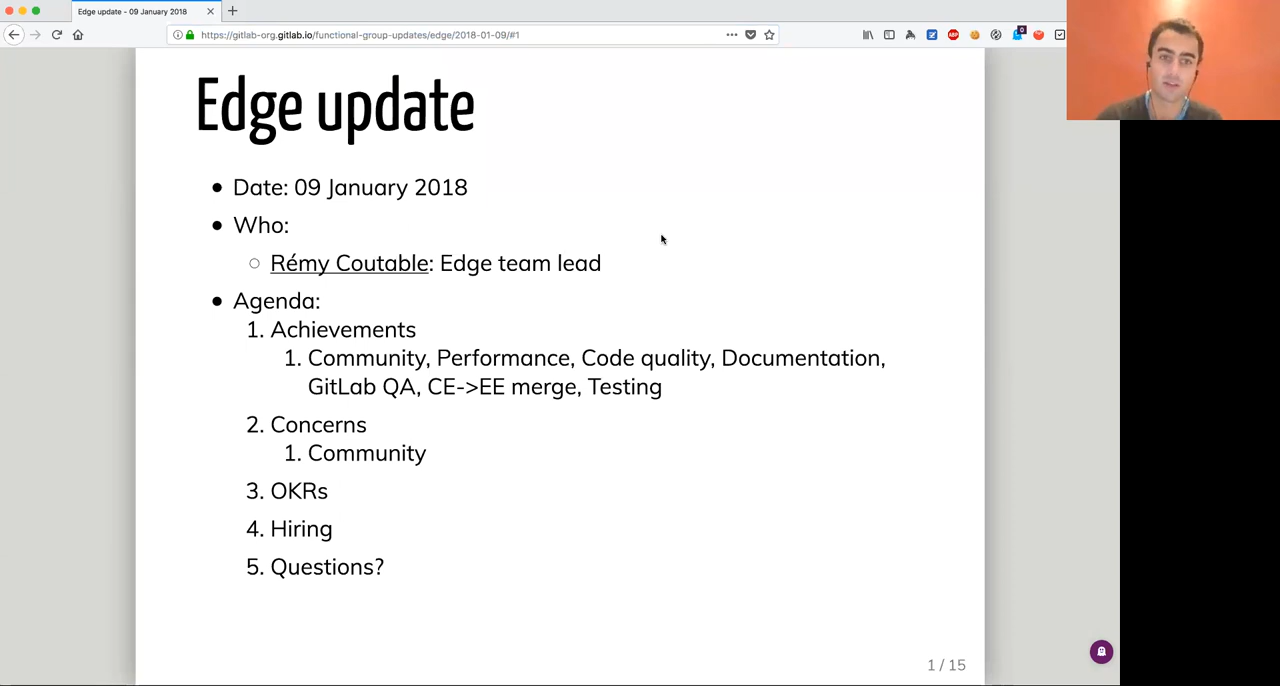 Edge update - 09 January 2018
https://gitlab-org.gitlab.io/functional-group-updates/edge/2018-01-09/#1
ABP
0
Edge update
Date: 09 January 2018
Who:
Rémy Coutable: Edge team lead
Agenda:
1. Achievements
1. Community, Performance, Code quality, Documentation,
GitLab QA, CE->EE merge, Testing
2. Concerns
1. Community
3. OKRs
4. Hiring
5. Questions?
1 / 15